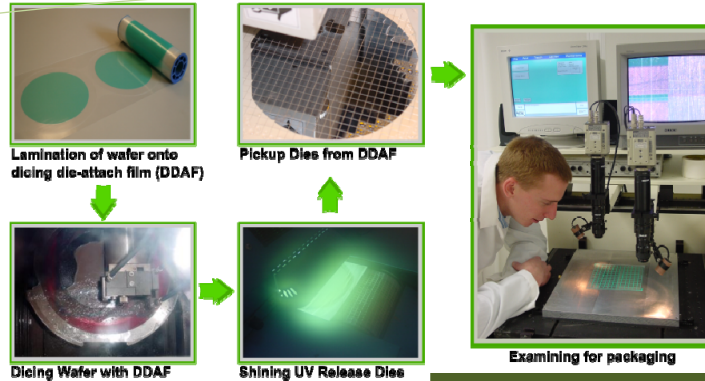 Lamination of wafer onto
dicing die-attach film (DDAF)
Dicing Wafer with DDAF
Shining UV Release Dies
Pickup Dies from DDAF
Examining for packaging